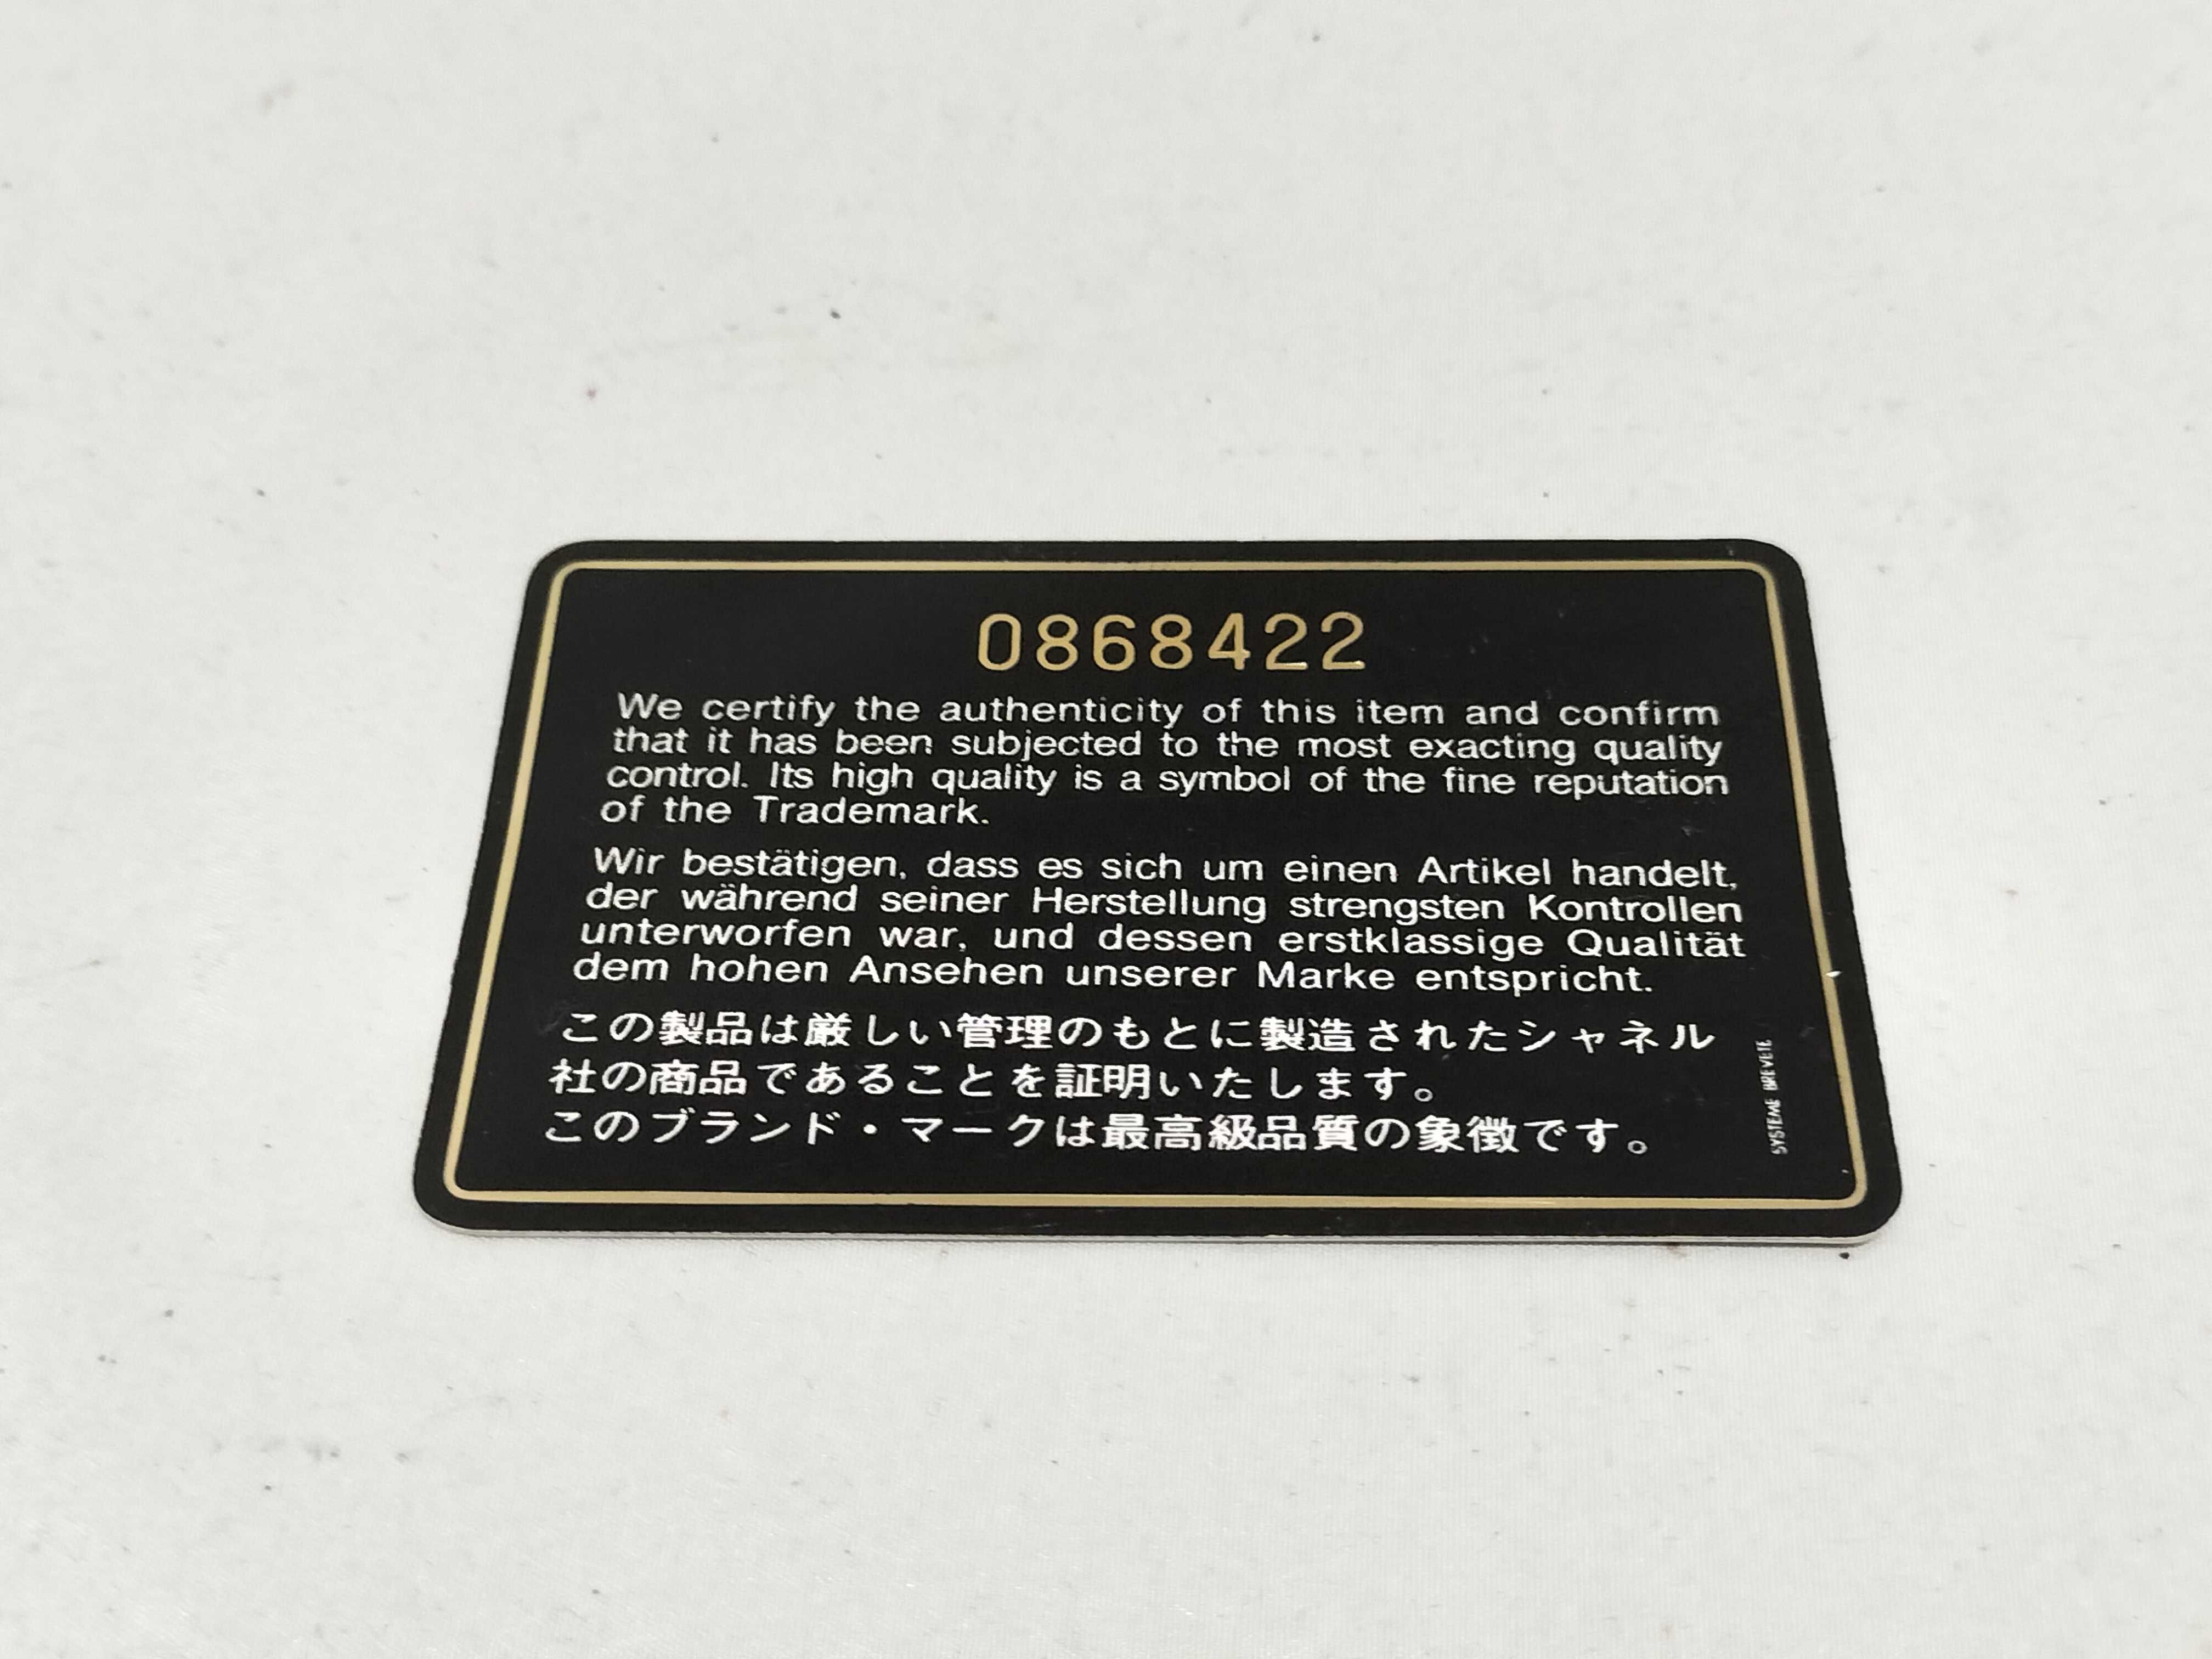 0868422
We certify the authenticity of this item and confirm
that it has been subjected to the most exacting quality
control. Its high quality is a symbol of the fine reputation
of the Trademark.
Wir bestätigen, dass es sich um einen Artikel handelt,
der während seiner Herstellung strengsten Kontrollen
unterworfen war, und dessen erstklassige Qualität
dem hohen Ansehen unserer Marke entspricht.
この製品は厳しい管理のもとに製造されたシャネル
社の商品であることを証明いたします。
このブランド・マークは最高級品質の象徴です。
SYSTEME BREVETE